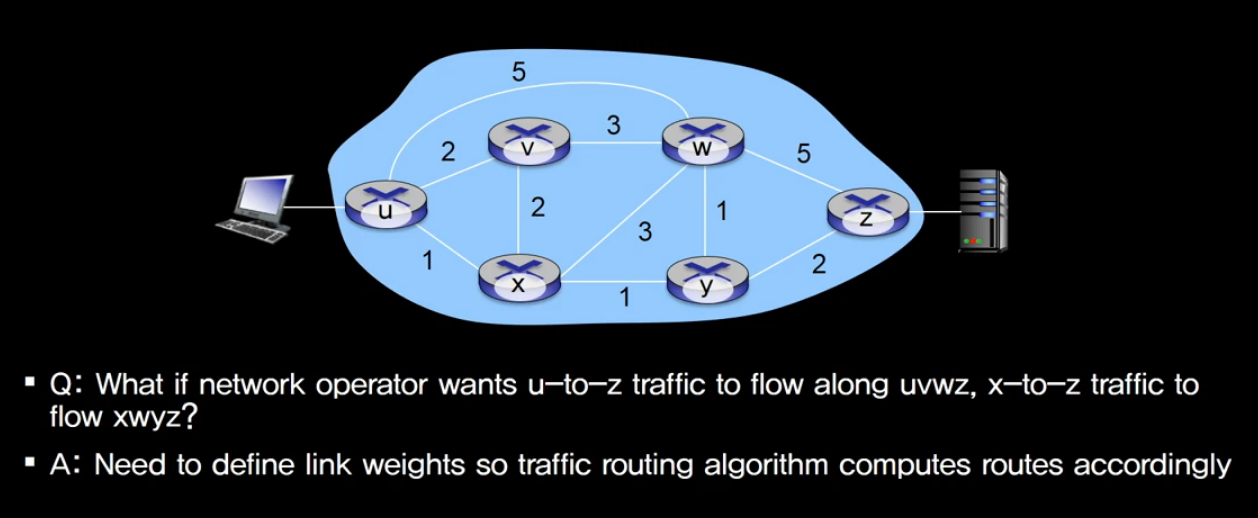 5
3
v
w
2
5
u
2
1
z
3
1
2
x
y
1
▪ Q: What if network operator wants u-to-z traffic to flow along uvwz, x-to-z traffic to
flow xwyz?
▪ A: Need to define link weights so traffic routing algorithm computes routes accordingly